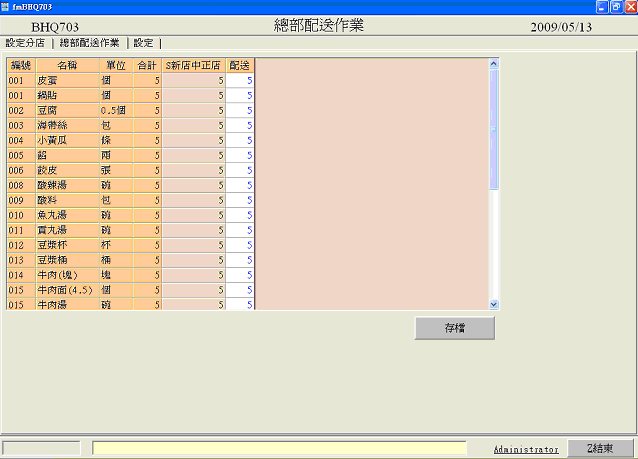 fmBHQ703
BHQ703 總部配送作業 2009/05/13
設定分店 | 總部配送作業 | 設定 |
編號 名稱 單位 合計 S新店中正店 配送
001 皮蛋 個 5 5 5
001 鍋貼 個 5 5 5
002 豆腐 0.5個 5 5 5
003 海帶絲 包 5 5 5
004 小黃瓜 條 5 5 5
005 餡 兩 5 5 5
006 餃皮 張 5 5 5
008 酸辣湯 碗 5 5 5
009 酸料 包 5 5 5
010 魚丸湯 碗 5 5 5
011 貢丸湯 碗 5 5 5
012 豆漿杯 杯 5 5 5
013 豆漿桶 桶 5 5 5
014 牛肉(塊) 塊 5 5 5
015 牛肉面(4.5) 個 5 5 5
015 牛肉湯 碗 5 5 5
存檔
Administrator Z結束